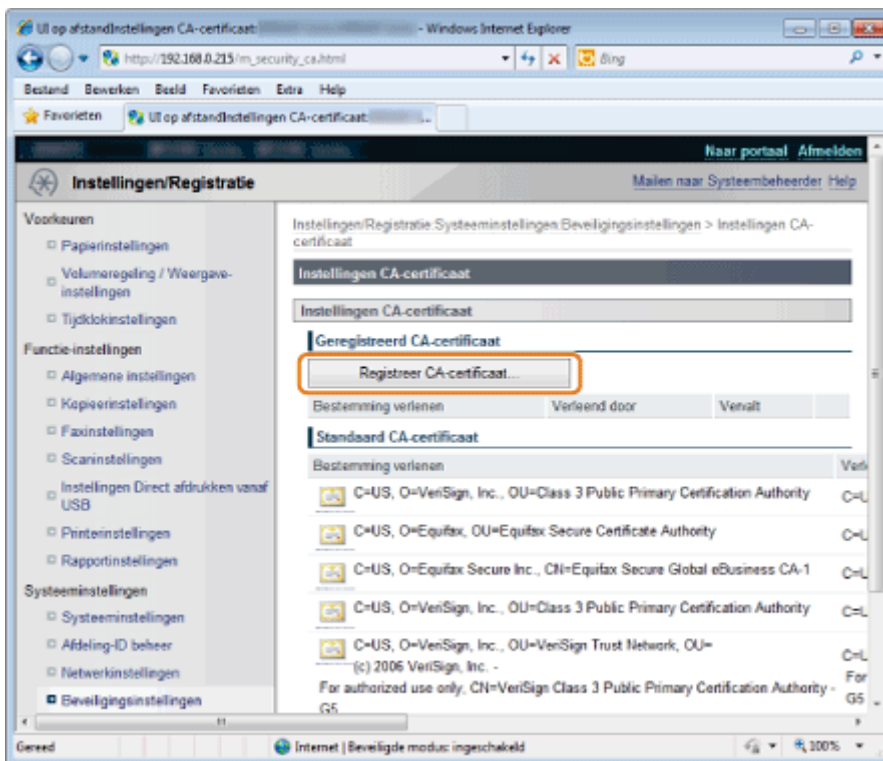 UI op afstandInstellingen CA-certificaat: - Windows Internet Explorer
http://192.168.0.215/m_security_ca.html
Bing
Bestand Bewerken Beeld Favorieten Extra Help
Favorieten
UI op afstandInstellingen CA-certificaat: ...
Naar portaal Afmelden
Instellingen/Registratie
Mailen naar Systeembeheerder Help
Voorkeuren
Papierinstellingen
Volumeregeling / Weergave-
instellingen
Tijdklokinstellingen
Functie-instellingen
Algemene instellingen
Kopieerinstellingen
Faxinstellingen
Scaninstellingen
Instellingen Direct afdrukken vanaf
USB
Printerinstellingen
Rapportinstellingen
Systeeminstellingen
Systeeminstellingen
Afdeling-ID beheer
Netwerkinstellingen
Beveiligingsinstellingen
Instellingen/Registratie:Systeeminstellingen:Beveiligingsinstellingen > Instellingen CA-
certificaat
Instellingen CA-certificaat
Instellingen CA-certificaat
Geregistreerd CA-certificaat
Registreer CA-certificaat...
Bestemming verlenen Verleend door Vervalt
Standaard CA-certificaat
Bestemming verlenen
C=US, O=VeriSign, Inc., OU=Class 3 Public Primary Certification Authority
C=US, O=Equifax, OU=Equifax Secure Certificate Authority
C=US, O=Equifax Secure Inc., CN=Equifax Secure Global eBusiness CA-1
C=US, O=VeriSign, Inc., OU=Class 3 Public Primary Certification Authority
C=US, O=VeriSign, Inc., OU=VeriSign Trust Network, OU=
(c) 2006 VeriSign, Inc. - For
For authorized use only, CN=VeriSign Class 3 Public Primary Certification Authority -
G5 G5
Gereed Internet | Beveiligde modus: ingeschakeld 100%